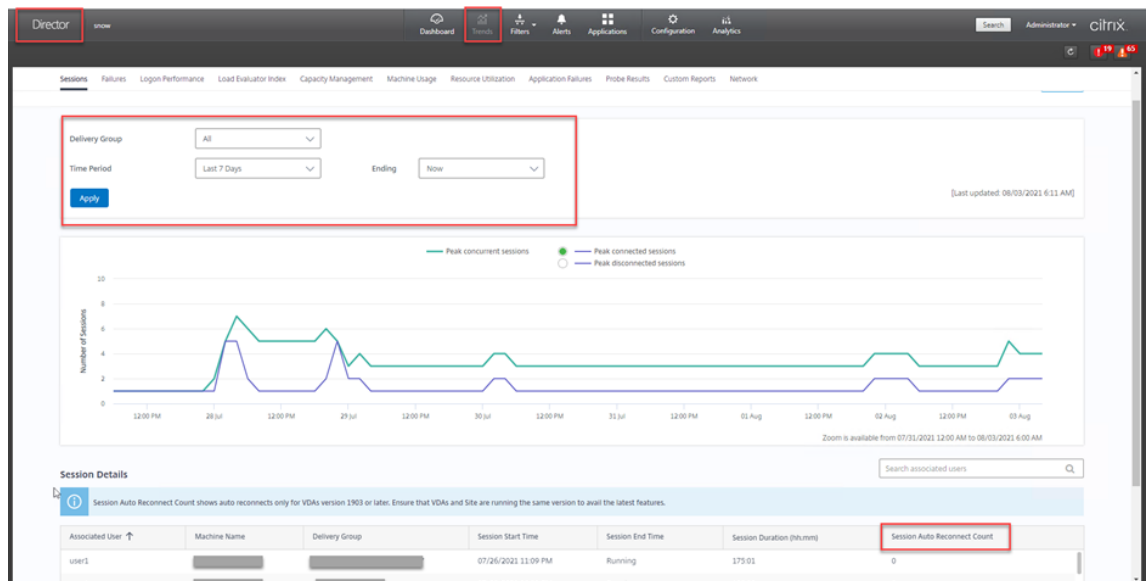 Director snow Dashboard Trends Filters Alerts Applications Configuration Analytics Search Administrator citrix
19 65
Sessions Failures Logon Performance Load Evaluator Index Capacity Management Machine Usage Resource Utilization Application Failures Probe Results Custom Reports Network
Delivery Group All
Time Period Last 7 Days Ending Now
Apply
[Last updated: 08/03/2021 6:11 AM]
Peak concurrent sessions Peak connected sessions
Peak disconnected sessions
Number of Sessions
10
8
6
4
2
0
12:00 PM 28 Jul 12:00 PM 29 Jul 12:00 PM 30 Jul 12:00 PM 31 Jul 12:00 PM 01 Aug 12:00 PM 02 Aug 12:00 PM 03 Aug
Zoom is available from 07/31/2021 12:00 AM to 08/03/2021 6:00 AM
Session Details Search associated users
Session Auto Reconnect Count shows auto reconnects only for VDAs version 1903 or later. Ensure that VDAs and Site are running the same version to avail the latest features.
Associated User Machine Name Delivery Group Session Start Time Session End Time Session Duration (hh:mm) Session Auto Reconnect Count
user1 07/26/2021 11:09 PM Running 175:01 0